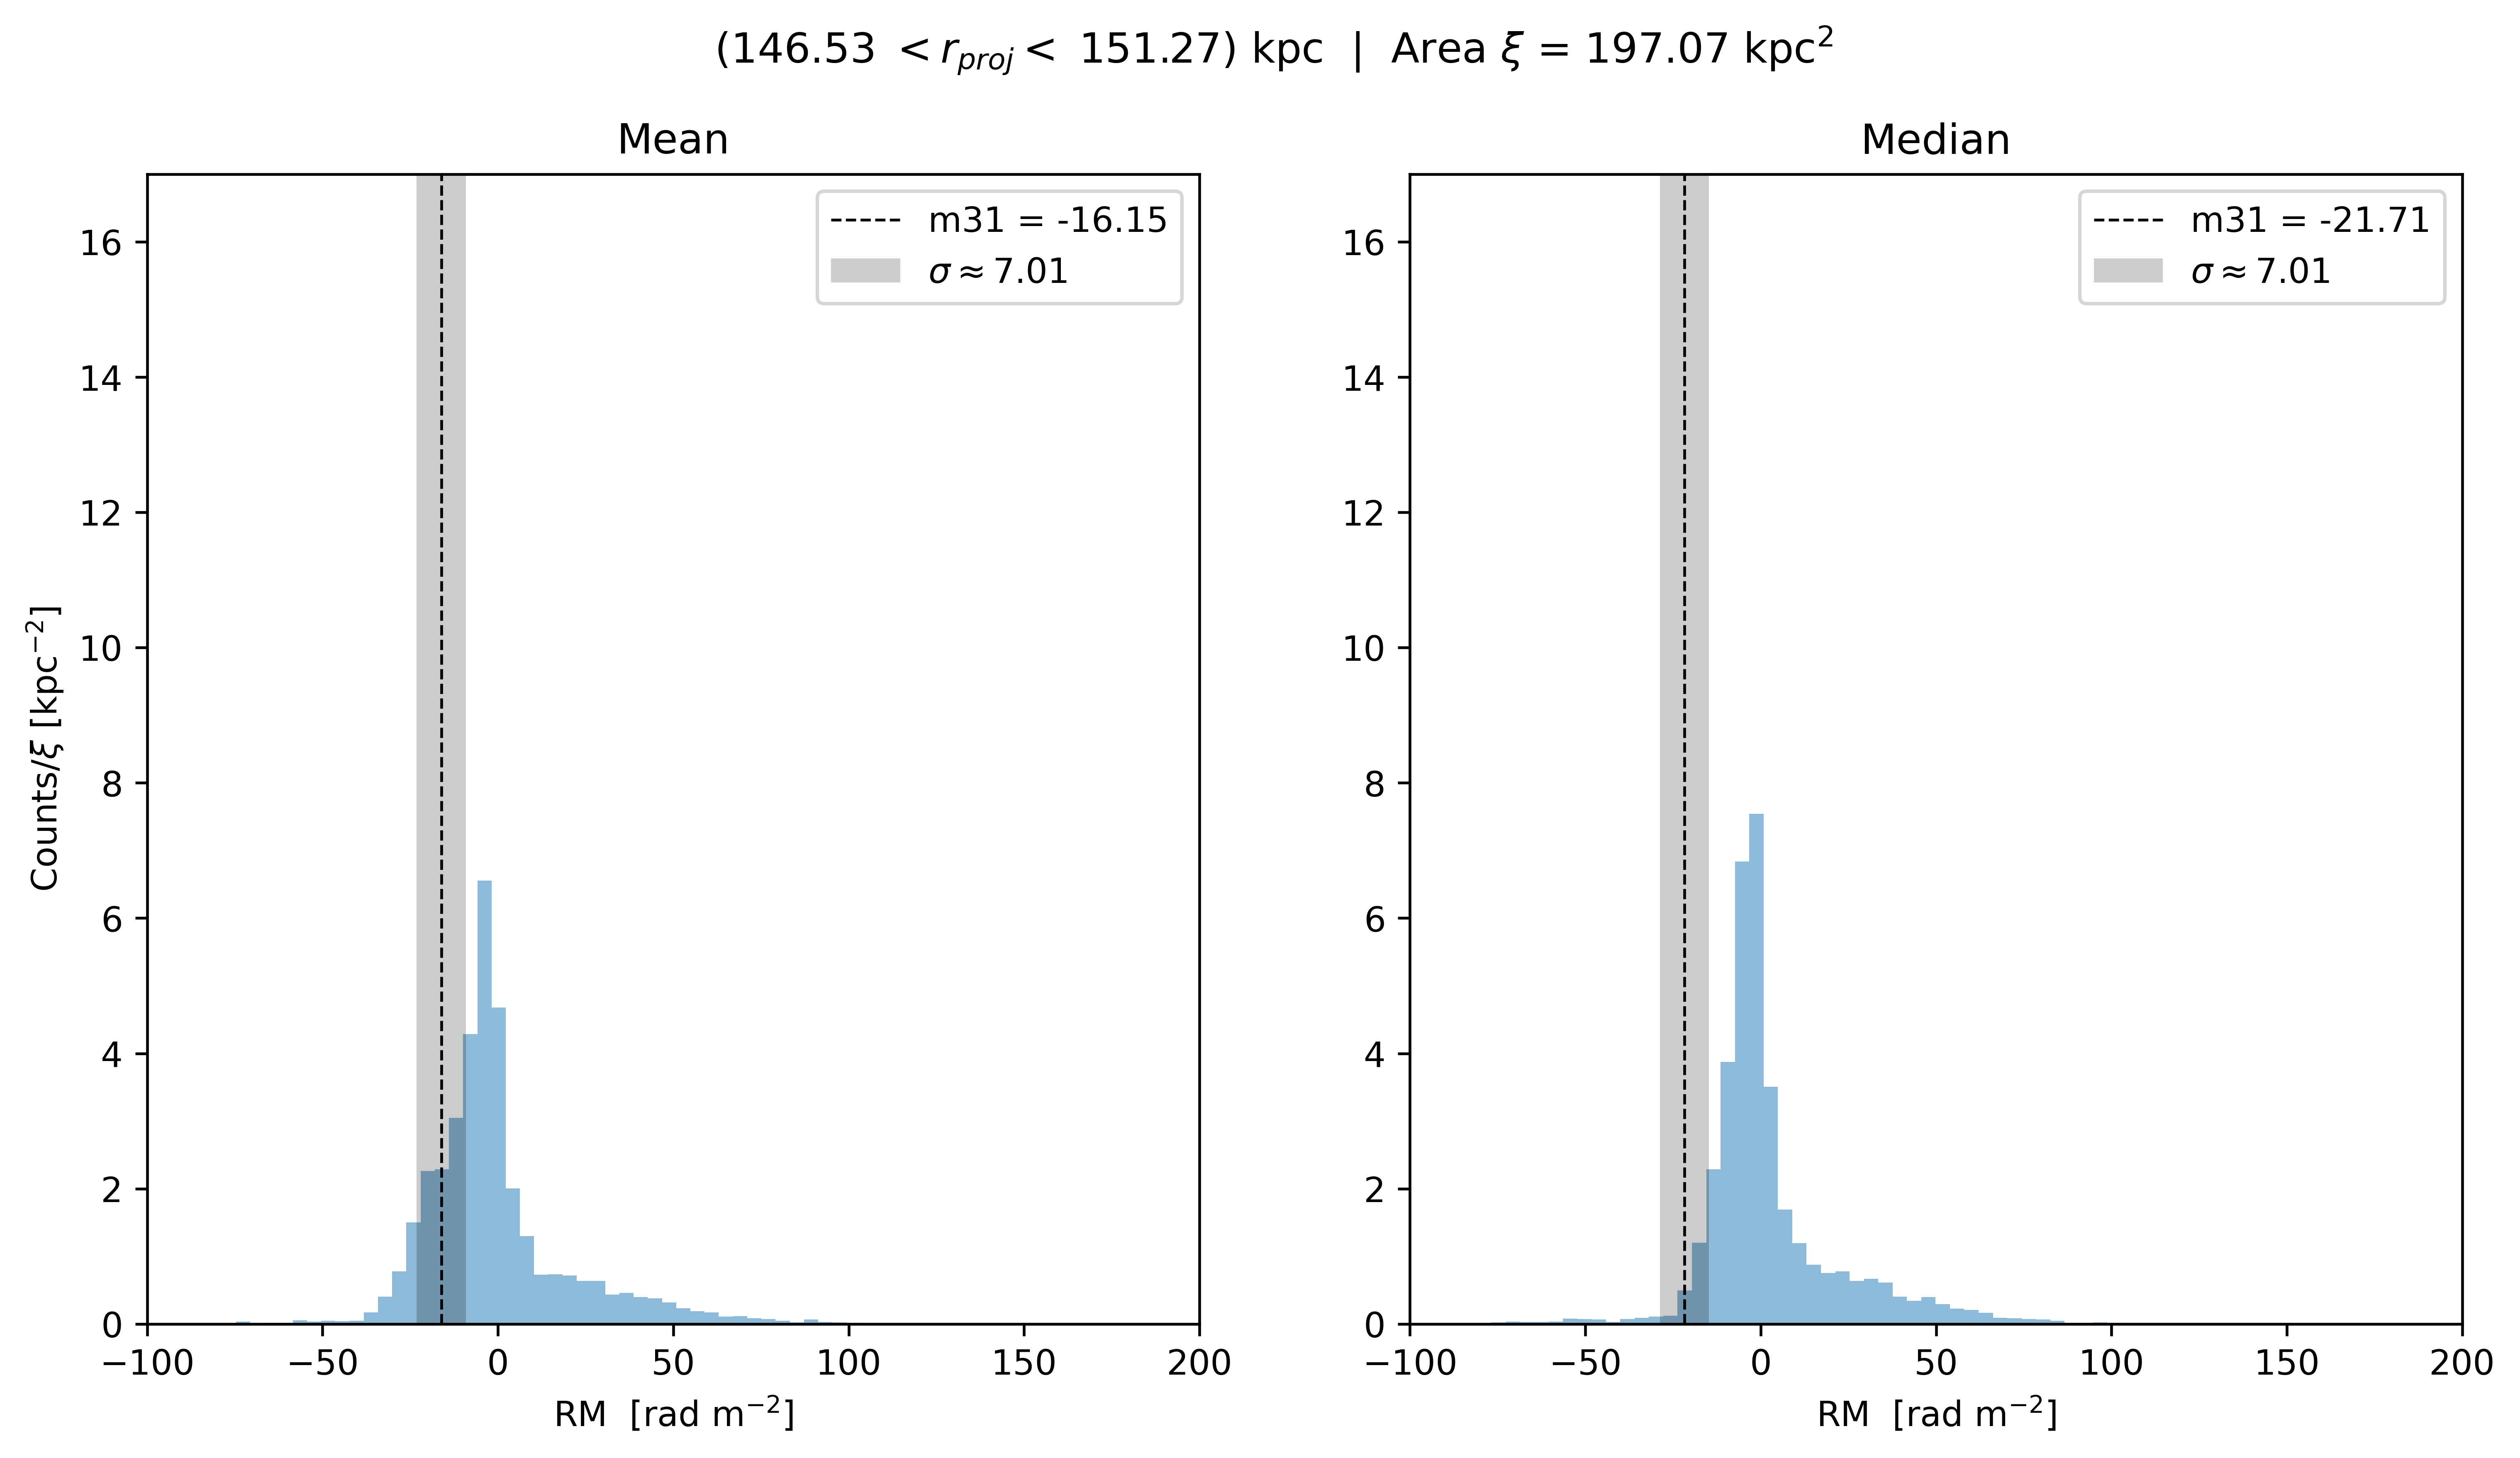 (146.53 < r_proj < 151.27) kpc | Area ξ = 197.07 kpc²
Mean
m31 = -16.15
σ ≈ 7.01
Counts/ξ [kpc⁻²]
16
14
12
10
8
6
4
2
0
−100 −50 0 50 100 150 200
RM [rad m⁻²]
Median
m31 = -21.71
σ ≈ 7.01
16
14
12
10
8
6
4
2
0
−100 −50 0 50 100 150 200
RM [rad m⁻²]